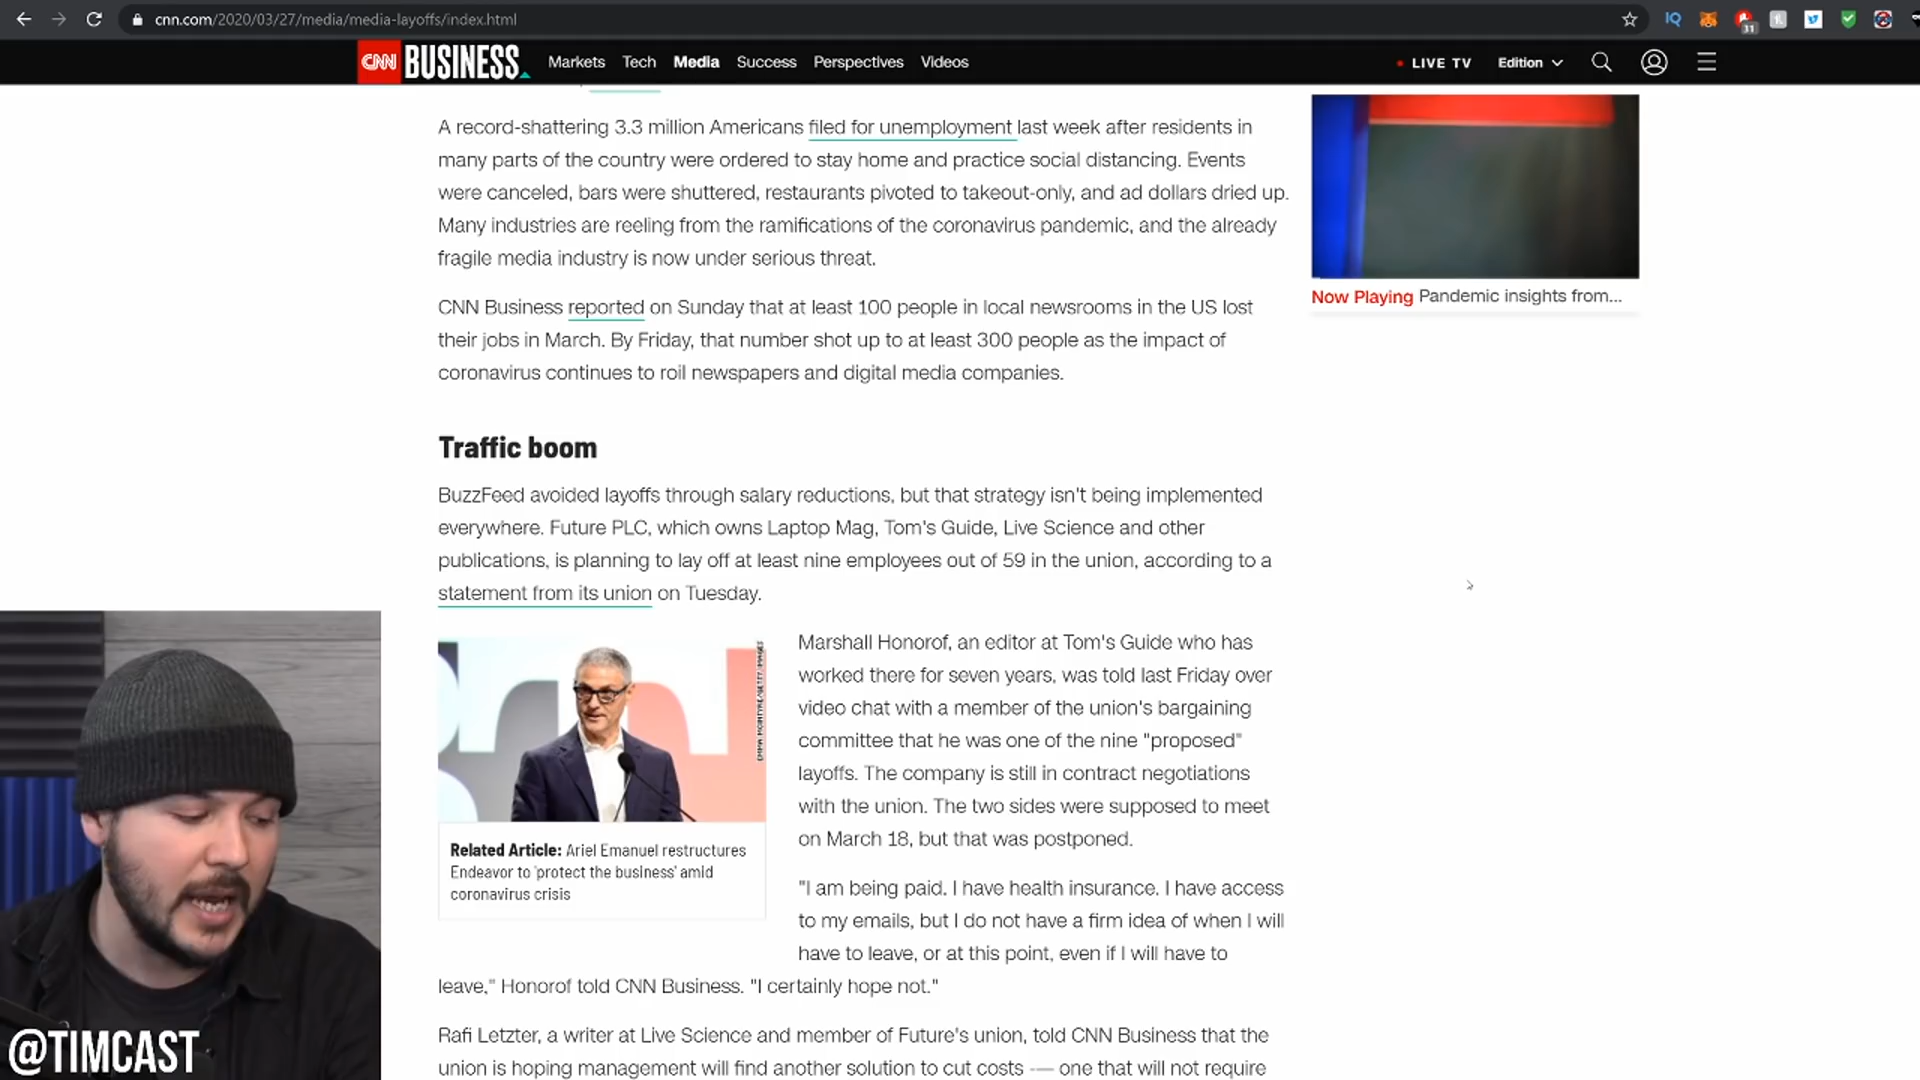 cnn.com/2020/03/27/media/media-layoffs/index.html
IQ
31
CNN BUSINESS Markets Tech Media Success Perspectives Videos LIVE TV Edition
A record-shattering 3.3 million Americans filed for unemployment last week after residents in
many parts of the country were ordered to stay home and practice social distancing. Events
were canceled, bars were shuttered, restaurants pivoted to takeout-only, and ad dollars dried up.
Many industries are reeling from the ramifications of the coronavirus pandemic, and the already
fragile media industry is now under serious threat.
Now Playing Pandemic insights from...
CNN Business reported on Sunday that at least 100 people in local newsrooms in the US lost
their jobs in March. By Friday, that number shot up to at least 300 people as the impact of
coronavirus continues to roil newspapers and digital media companies.
Traffic boom
BuzzFeed avoided layoffs through salary reductions, but that strategy isn't being implemented
everywhere. Future PLC, which owns Laptop Mag, Tom's Guide, Live Science and other
publications, is planning to lay off at least nine employees out of 59 in the union, according to a
statement from its union on Tuesday.
EMMA MCINTYRE/GETTY IMAGES
Related Article: Ariel Emanuel restructures
Endeavor to 'protect the business' amid
coronavirus crisis
Marshall Honorof, an editor at Tom's Guide who has
worked there for seven years, was told last Friday over
video chat with a member of the union's bargaining
committee that he was one of the nine "proposed"
layoffs. The company is still in contract negotiations
with the union. The two sides were supposed to meet
on March 18, but that was postponed.
"I am being paid. I have health insurance. I have access
to my emails, but I do not have a firm idea of when I will
have to leave, or at this point, even if I will have to
leave," Honorof told CNN Business. "I certainly hope not."
Rafi Letzter, a writer at Live Science and member of Future's union, told CNN Business that the
union is hoping management will find another solution to cut costs -— one that will not require
@TIMCAST